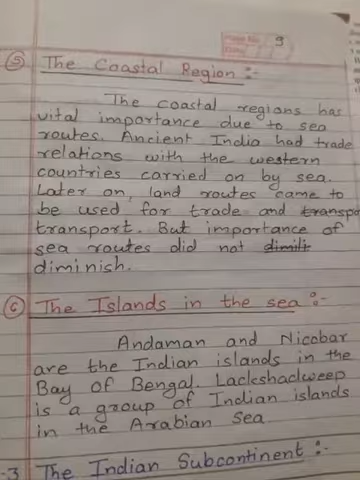 Page No. 9
Date
⑤ The Coastal Region :-
The coastal regions has
vital importance due to sea
routes. Ancient India had trade
relations with the western
countries carried on by sea.
Later on, land routes came to
be used for trade and transpo
transport. But importance of
sea routes did not dimili
diminish.
⑥ The Islands in the sea :-
Andaman and Nicobar
are the Indian islands in the
Bay of Bengal. Lackshadweep
is a group of Indian islands
in the Arabian Sea
-3 The Indian Subcontinent :-